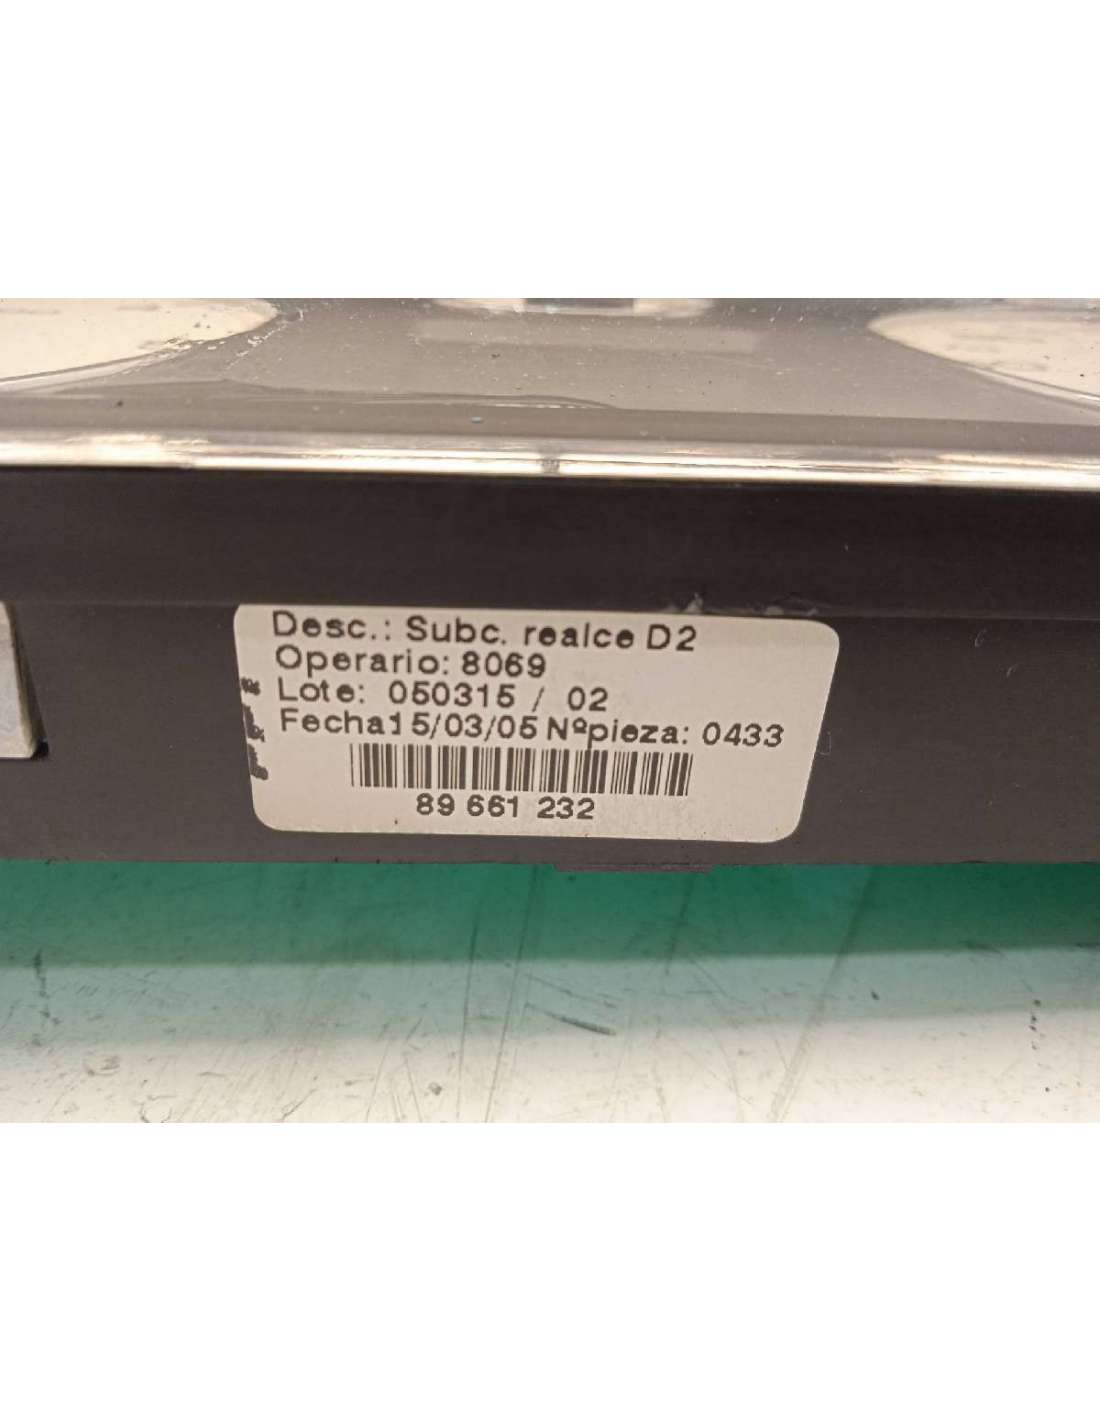 Desc.: Subc. realce D2
Operario: 8069
Lote: 050315 / 02
Fecha15/03/05 Nºpieza: 0433
89 661 232